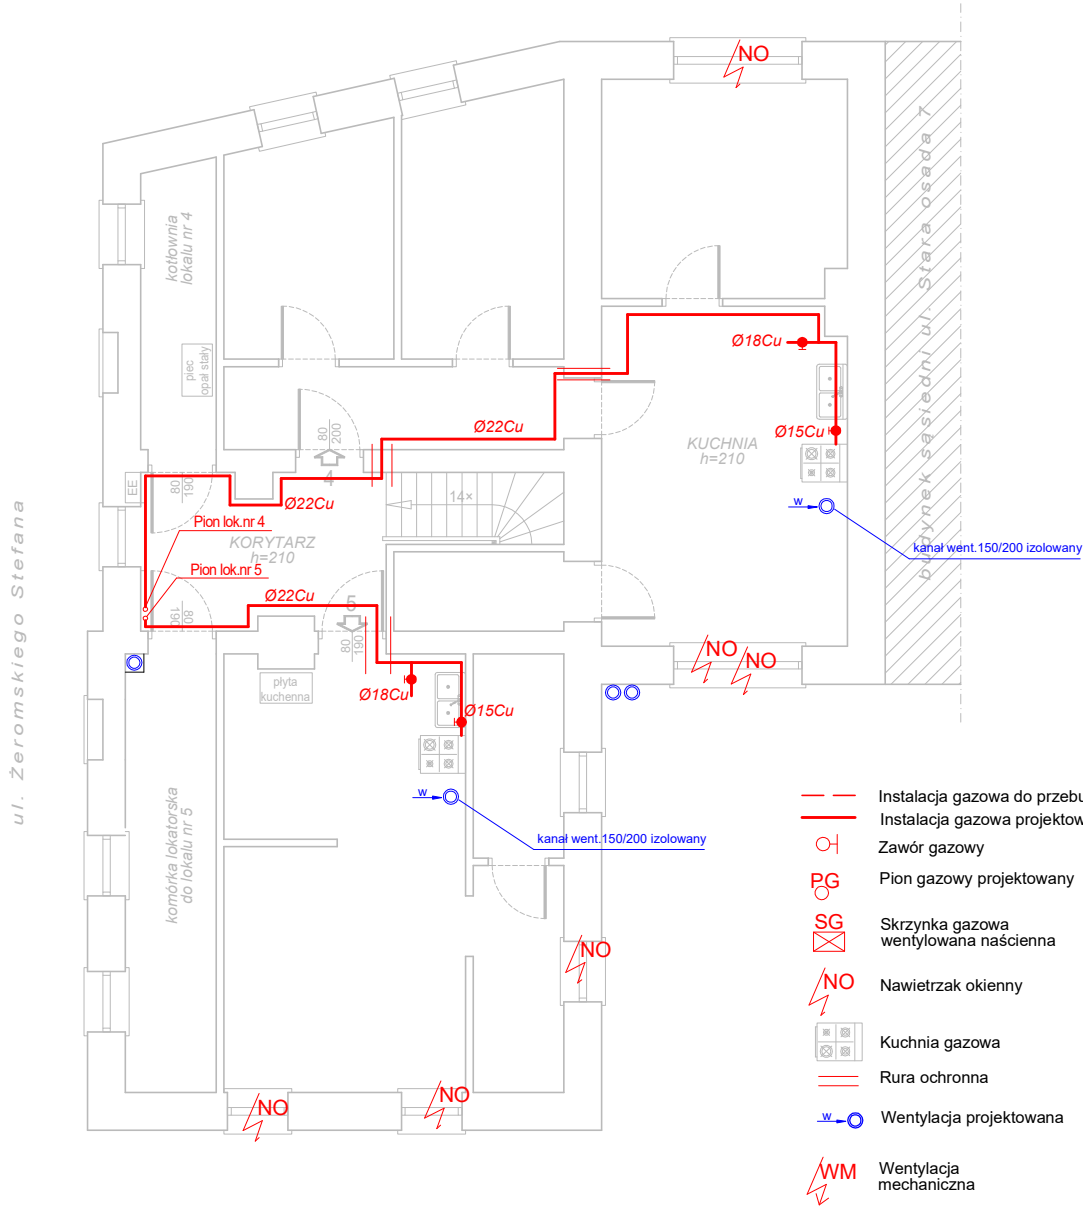 NO
kotłownia
lokalu nr 4
piec
opał stały
budynek sąsiedni ul. Stara osada 7
Ø18Cu
Ø22Cu
Ø15Cu
KUCHNIA
h=210
80
200
4
EE
80
190
14×
Ø22Cu
w
Pion lok.nr 4
KORYTARZ
h=210
kanał went.150/200 izolowany
Pion lok.nr 5
Ø22Cu
5
80
190
80
190
ul. Żeromskiego Stefana
NO
NO
płyta
kuchenna
Ø18Cu
Ø15Cu
w
kanał went.150/200 izolowany
komórka lokatorska
do lokalu nr 5
NO
NO
NO
Instalacja gazowa do przebu
Instalacja gazowa projektow
Zawór gazowy
PG
Pion gazowy projektowany
SG
Skrzynka gazowa
wentylowana naścienna
NO
Nawietrzak okienny
Kuchnia gazowa
Rura ochronna
w
Wentylacja projektowana
WM
Wentylacja
mechaniczna